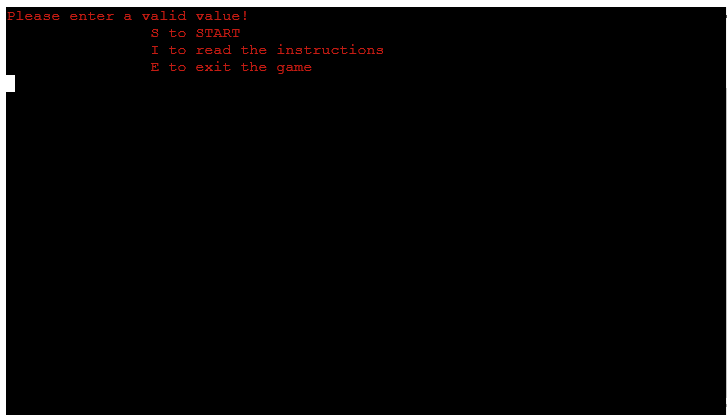 Please enter a valid value!
S to START
I to read the instructions
E to exit the game